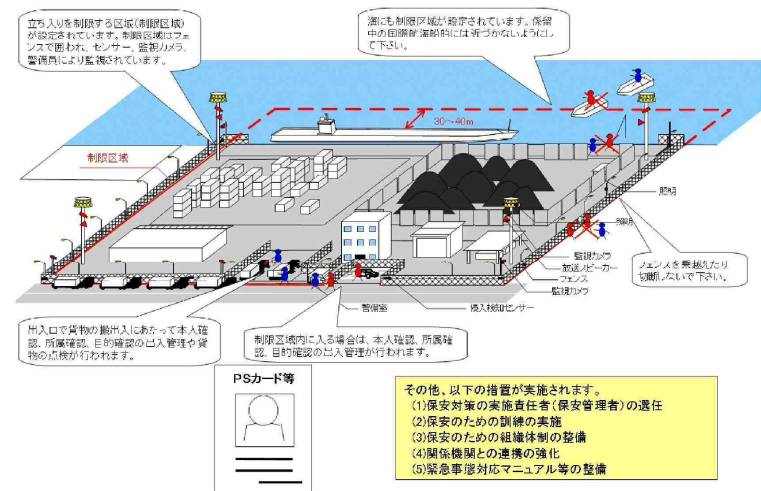 立ち入りを制限する区域(制限区域)
が設定されています。制限区域はフェ
ンスで囲われ、センサー、監視カメラ、
警備員により監視されています。
海にも制限区域が設定されています。係留
中の国際航海船舶には近づかないようにし
て下さい。
30～40m
制限区域
照明
照明
監視カメラ
放送スピーカー
フェンス
監視カメラ
侵入検知センサー
警備室
フェンスを乗越えたり
切断しないで下さい。
出入口で貨物の搬出入にあたって本人確
認、所属確認、目的確認の出入管理や貨
物の点検が行われます。
制限区域内に入る場合は、本人確認、所属確
認、目的確認の出入管理が行われます。
PSカード等
その他、以下の措置が実施されます。
(1)保安対策の実施責任者(保安管理者)の選任
(2)保安のための訓練の実施
(3)保安のための組織体制の整備
(4)関係機関との連携の強化
(5)緊急事態対応マニュアル等の整備